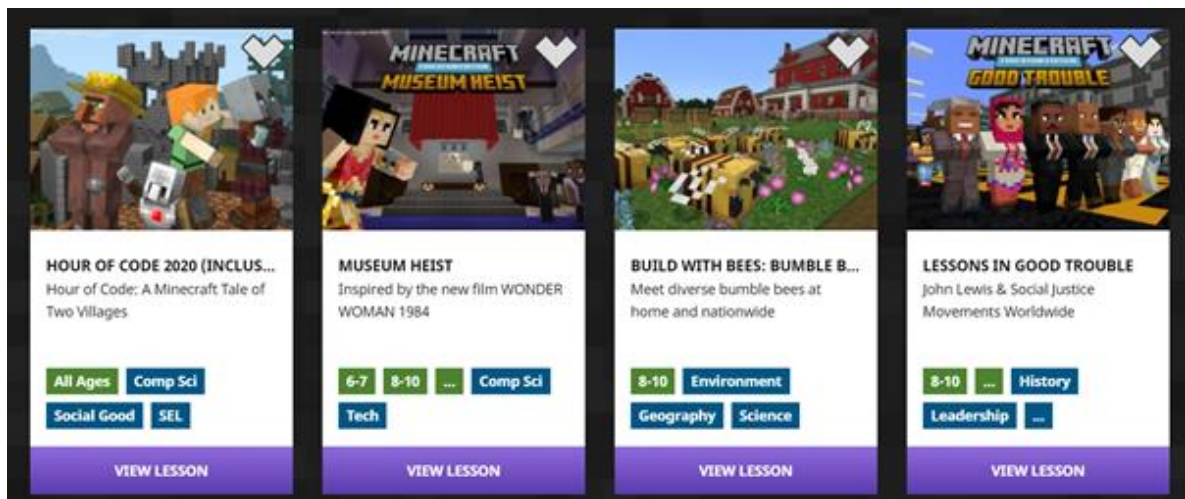 MINECRAFT
EDUCATION EDITION
MUSEUM HEIST
MINECRAFT
EDUCATION EDITION
GOOD TROUBLE
HOUR OF CODE 2020 (INCLUS...
Hour of Code: A Minecraft Tale of
Two Villages
All Ages Comp Sci
Social Good SEL
VIEW LESSON
MUSEUM HEIST
Inspired by the new film WONDER
WOMAN 1984
6-7 8-10 ... Comp Sci
Tech
VIEW LESSON
BUILD WITH BEES: BUMBLE B...
Meet diverse bumble bees at
home and nationwide
8-10 Environment
Geography Science
VIEW LESSON
LESSONS IN GOOD TROUBLE
John Lewis & Social Justice
Movements Worldwide
8-10 ... History
Leadership ...
VIEW LESSON